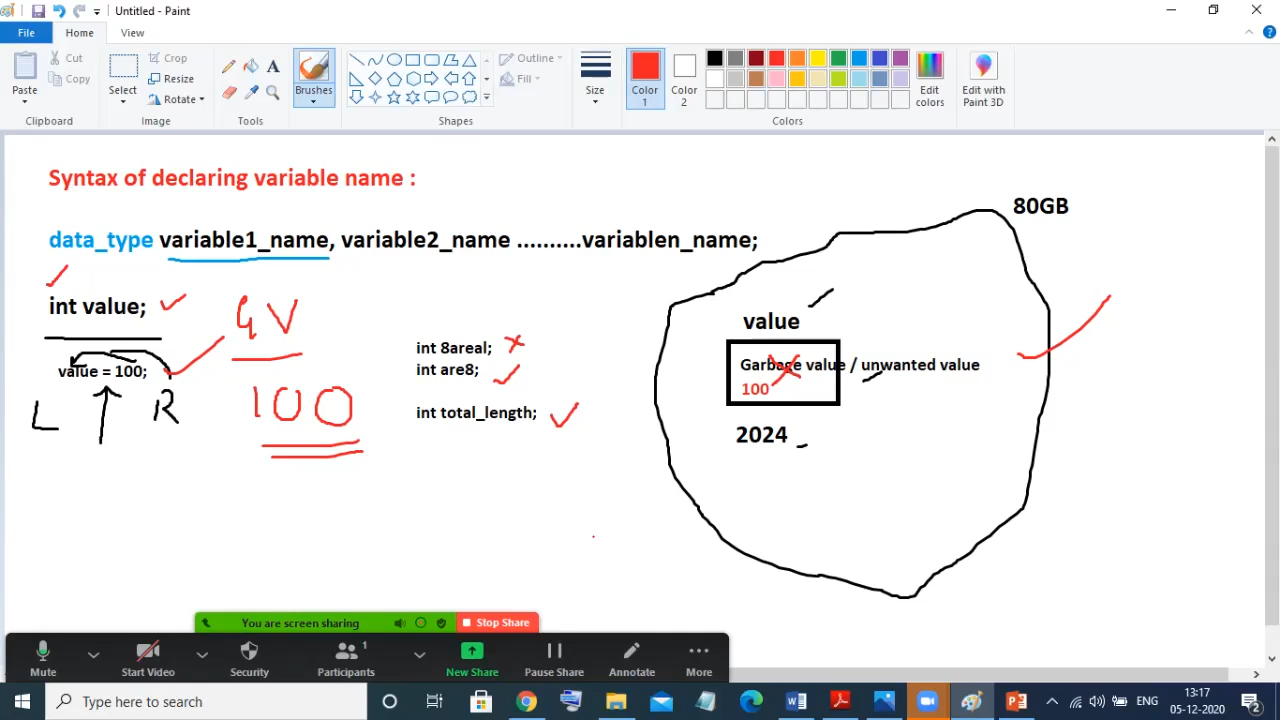 Untitled - Paint
File Home View
Paste
Cut
Copy
Clipboard
Select
Crop
Resize
Rotate
Image
A
Tools
Brushes
Shapes
Outline
Fill
Size
Color 1
Color 2
Edit colors
Colors
Edit with Paint 3D
Syntax of declaring variable name :
80GB
data_type variable1_name, variable2_name ..........variablen_name;
int value;
GV
value = 100;
L
R
100
int 8areal;
int are8;
int total_length;
value
Garbage value / unwanted value
100
2024
You are screen sharing
Stop Share
Mute
Start Video
Security
Participants
1
New Share
Pause Share
Annotate
More
Type here to search
ENG
13:17
05-12-2020
2